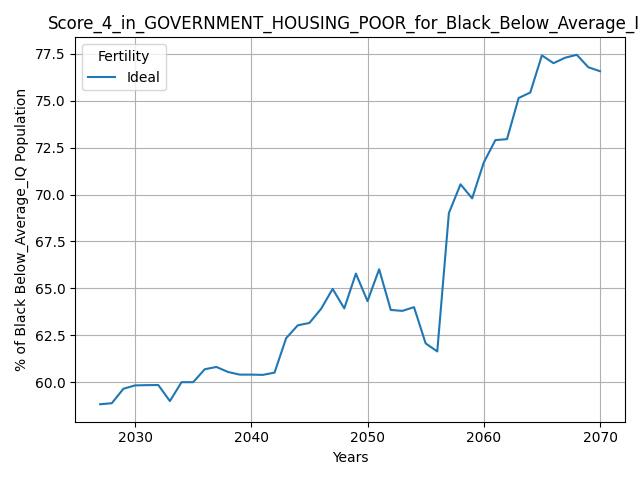 Score_4_in_GOVERNMENT_HOUSING_POOR_for_Black_Below_Average_I
Fertility
Ideal
% of Black Below_Average_IQ Population
77.5
75.0
72.5
70.0
67.5
65.0
62.5
60.0
2030 2040 2050 2060 2070
Years